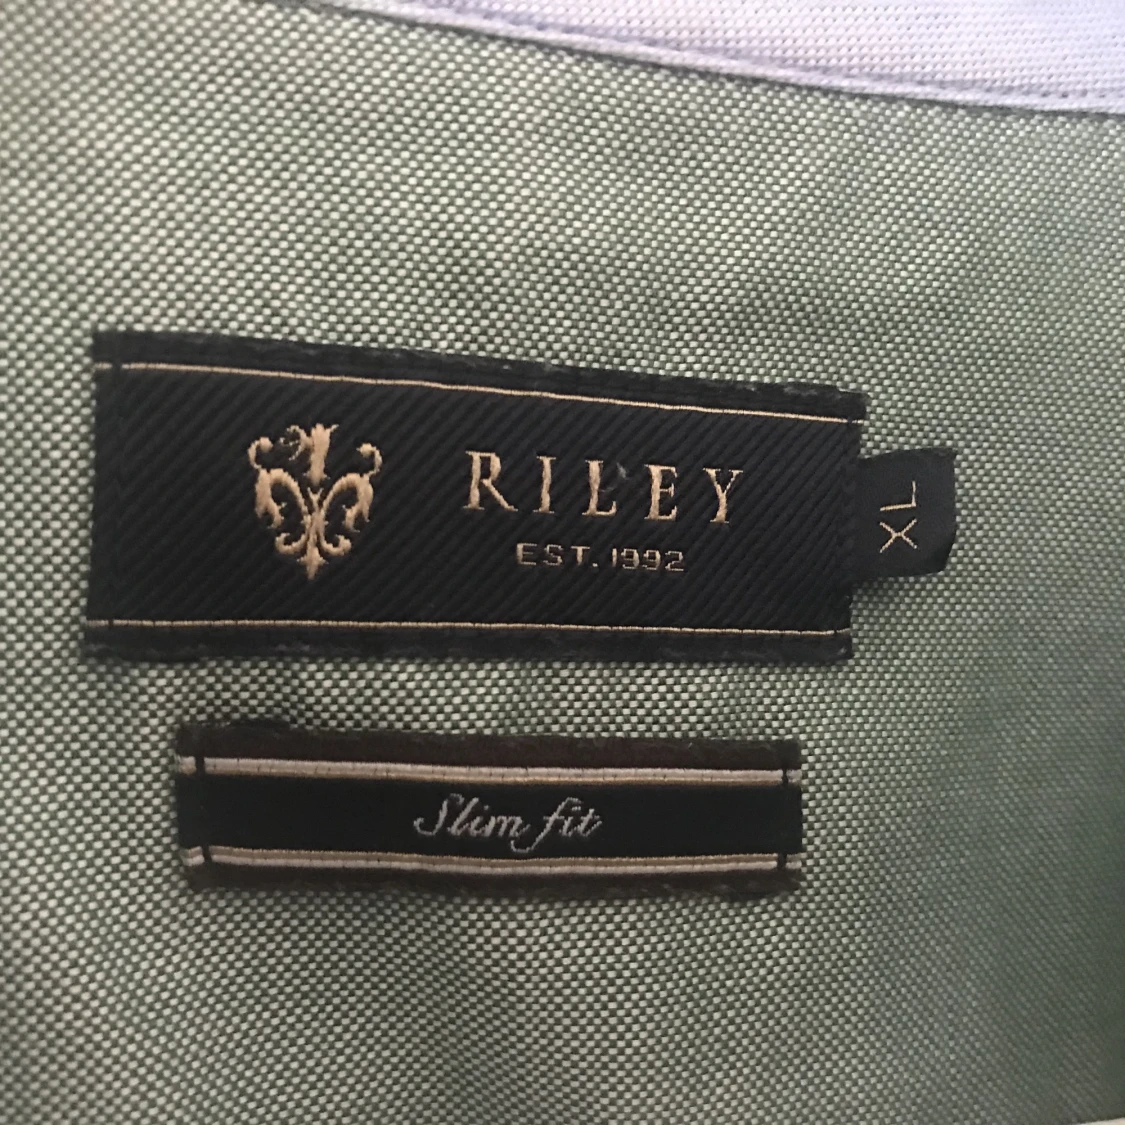 RILEY
EST. 1992
XL
Slim fit